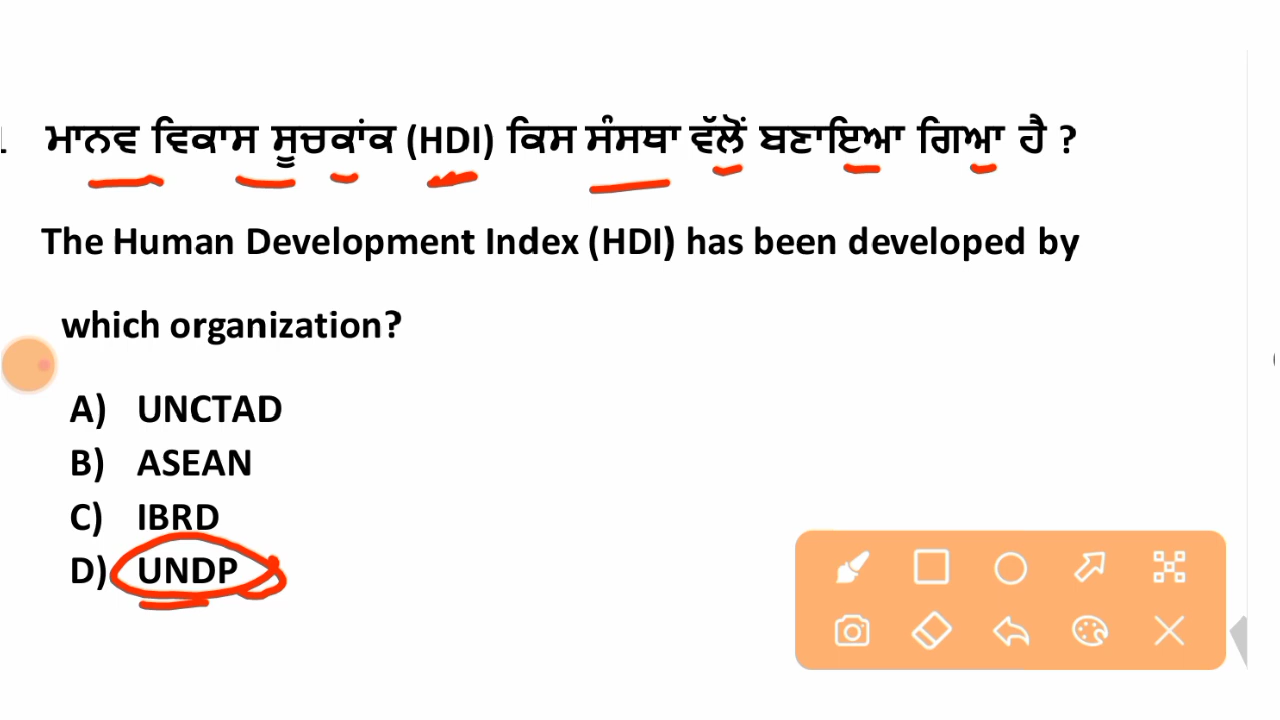 ਮਾਨਵ ਵਿਕਾਸ ਸੂਚਕਾਂਕ (HDI) ਕਿਸ ਸੰਸਥਾ ਵੱਲੋਂ ਬਣਾਇਆ ਗਿਆ ਹੈ ?
The Human Development Index (HDI) has been developed by
which organization?
A) UNCTAD
B) ASEAN
C) IBRD
D) UNDP